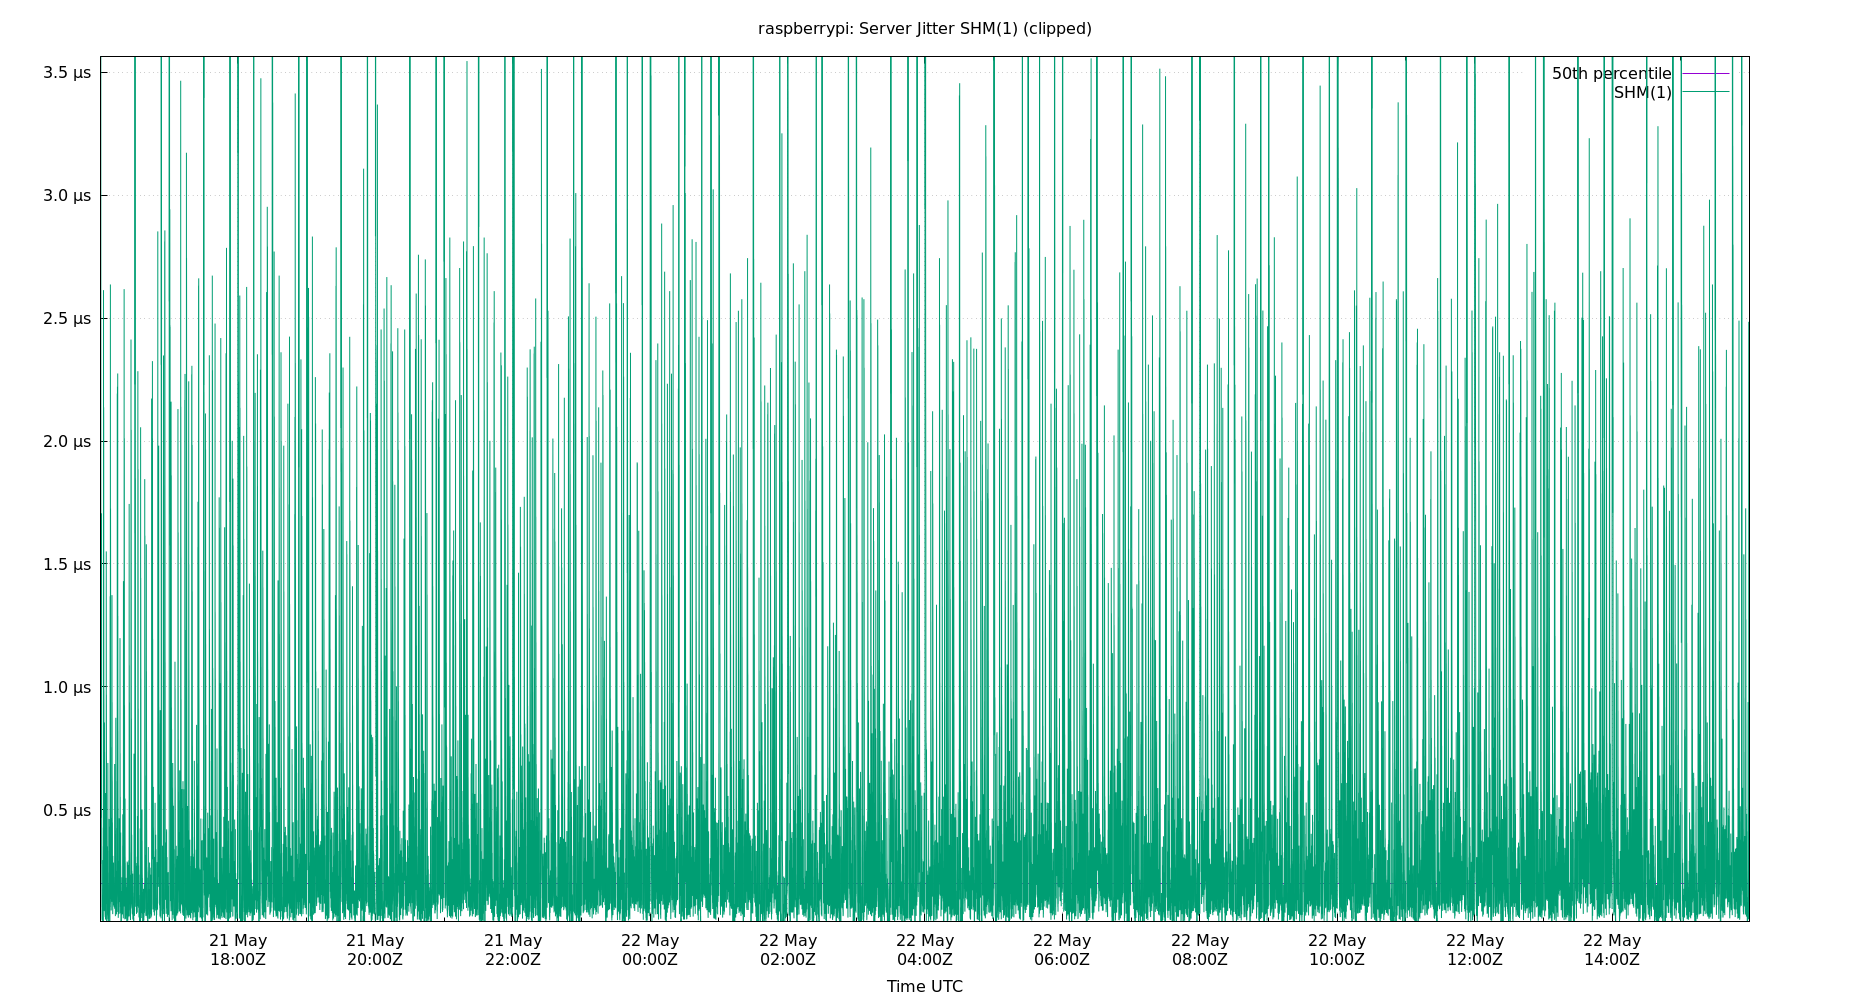 raspberrypi: Server Jitter SHM(1) (clipped)
3.5 µs
3.0 µs
2.5 µs
2.0 µs
1.5 µs
1.0 µs
0.5 µs
50th percentile
SHM(1)
21 May 21 May 21 May 22 May 22 May 22 May 22 May 22 May 22 May 22 May 22 May
18:00Z 20:00Z 22:00Z 00:00Z 02:00Z 04:00Z 06:00Z 08:00Z 10:00Z 12:00Z 14:00Z
Time UTC